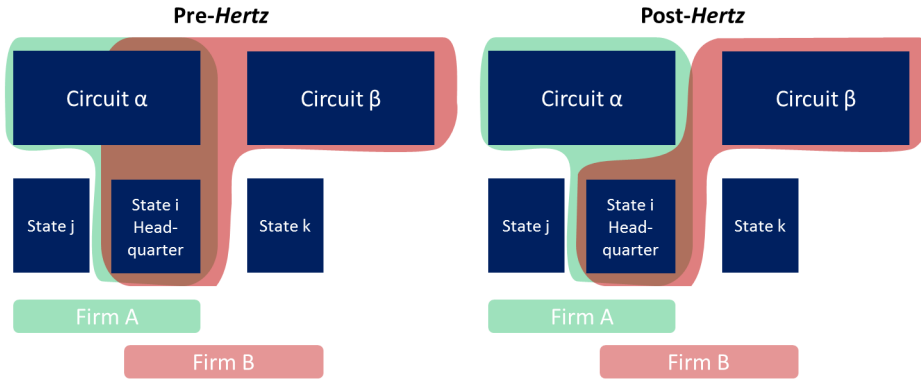 Pre-Hertz
Circuit α
Circuit β
State j
State i
Head-
quarter
State k
Firm A
Firm B
Post-Hertz
Circuit α
Circuit β
State j
State i
Head-
quarter
State k
Firm A
Firm B